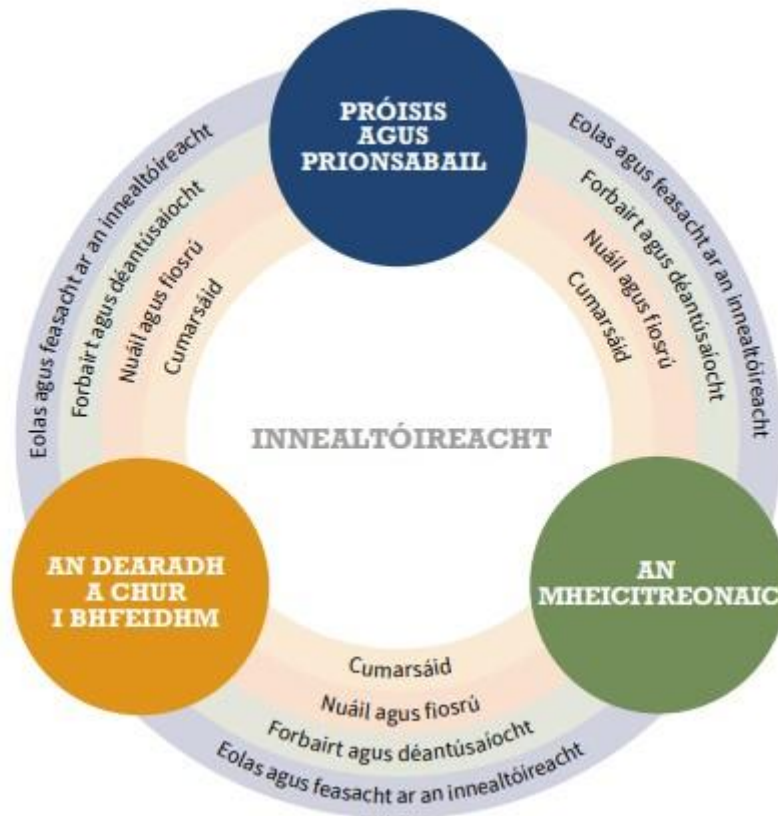 PRÓISIS
AGUS
PRIONSABAIL
Eolas agus feasacht ar an innealtóireacht
Forbairt agus déantúsaíocht
Nuáil agus fiosrú
Cumarsáid
Eolas agus feasacht ar an innealtóireacht
Forbairt agus déantúsaíocht
Nuáil agus fiosrú
Cumarsáid
INNEALTÓIREACHT
AN DEARADH
A CHUR
I BHFEIDHM
AN
MHEICITREONAIC
Cumarsáid
Nuáil agus fiosrú
Forbairt agus déantúsaíocht
Eolas agus feasacht ar an innealtóireacht